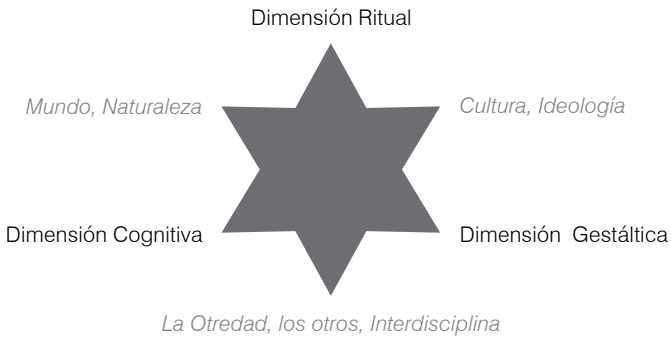 Dimensión Ritual
Mundo, Naturaleza
Cultura, Ideología
Dimensión Cognitiva
Dimensión Gestáltica
La Otredad, los otros, Interdisciplina